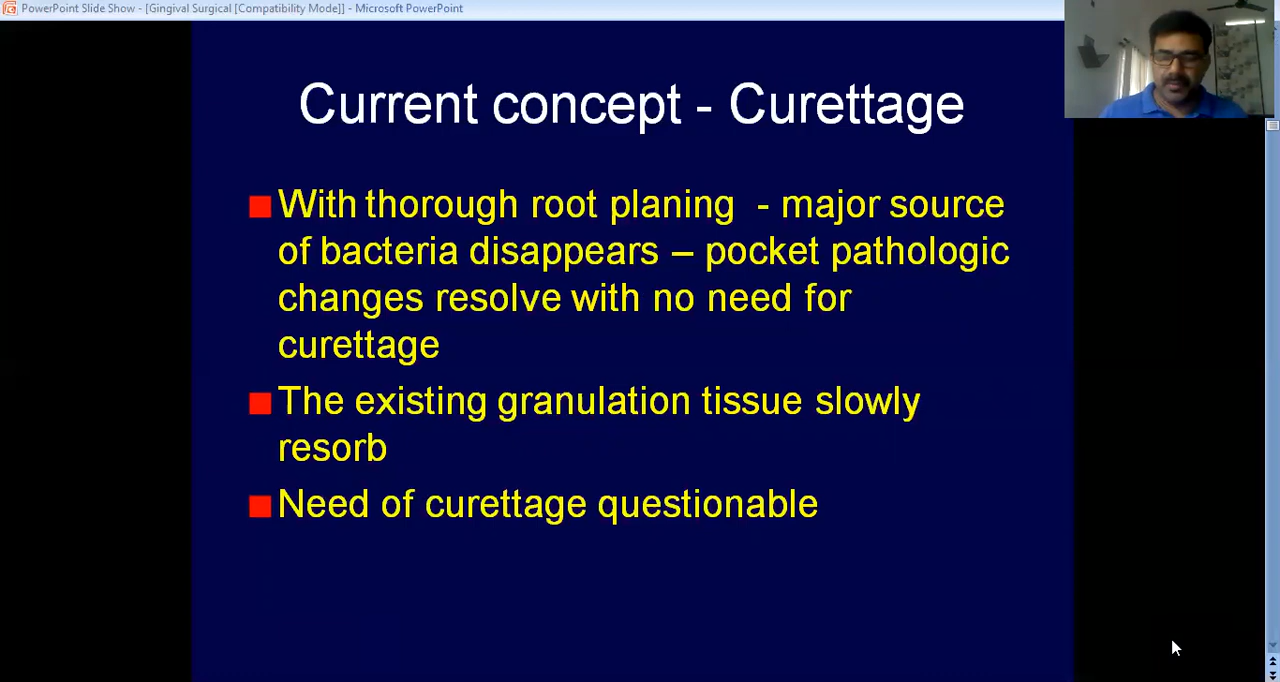 PowerPoint Slide Show - [Gingival Surgical [Compatibility Mode]] - Microsoft PowerPoint
Current concept - Curettage
With thorough root planing - major source
of bacteria disappears – pocket pathologic
changes resolve with no need for
curettage
The existing granulation tissue slowly
resorb
Need of curettage questionable